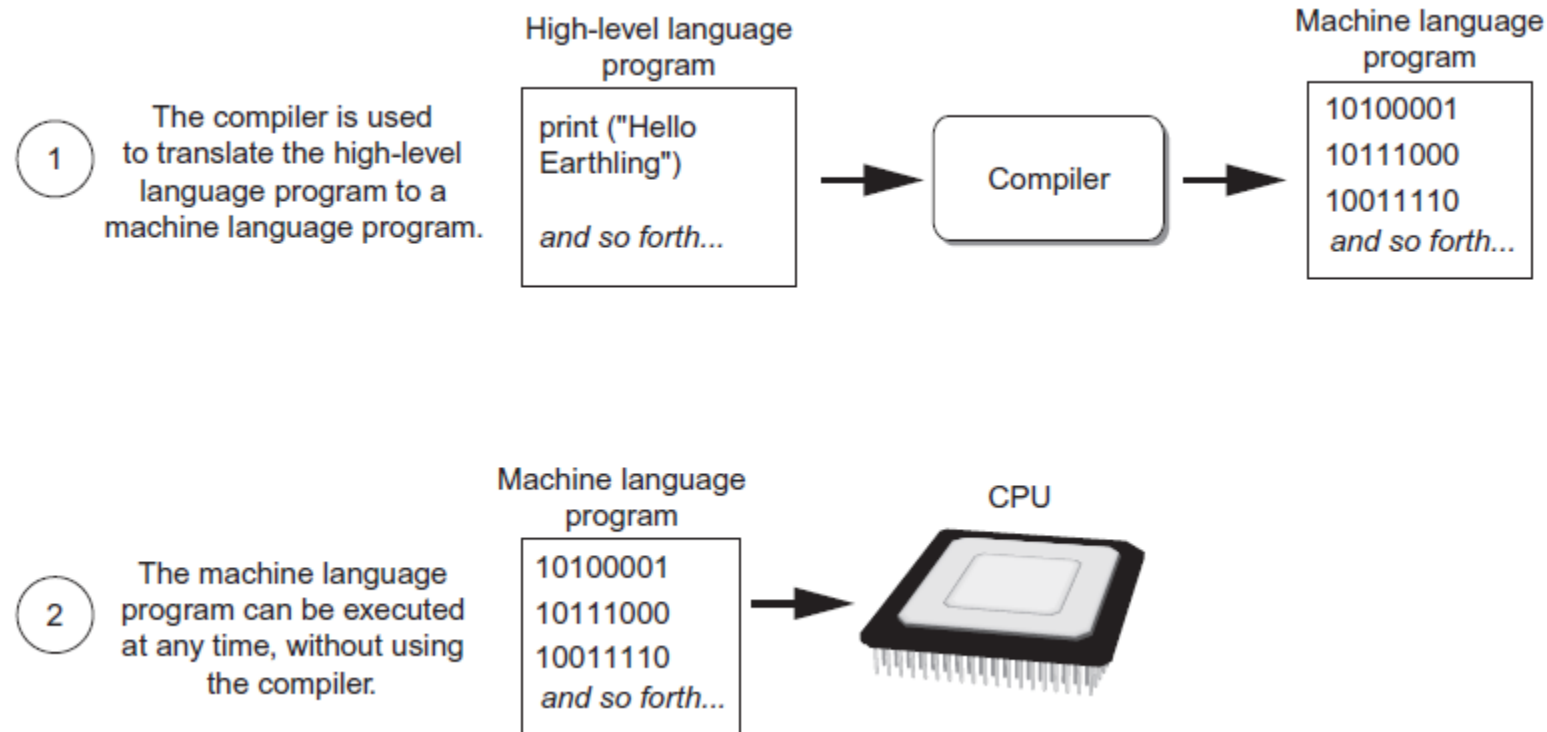 1
The compiler is used
to translate the high-level
language program to a
machine language program.
High-level language
program
print ("Hello
Earthling")
and so forth...
Compiler
Machine language
program
10100001
10111000
10011110
and so forth...
2
The machine language
program can be executed
at any time, without using
the compiler.
Machine language
program
10100001
10111000
10011110
and so forth...
CPU